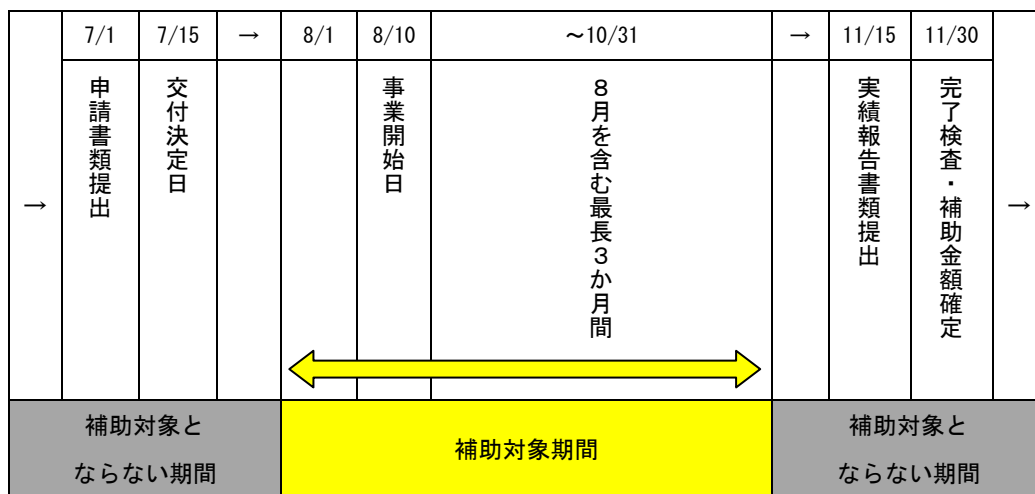 7/1
7/15
→
8/1
8/10
～10/31
→
11/15
11/30
→
申請書類提出
交付決定日
事業開始日
８月を含む最長３か月間
実績報告書類提出
完了検査・補助金額確定
→
補助対象と
ならない期間
補助対象期間
補助対象と
ならない期間